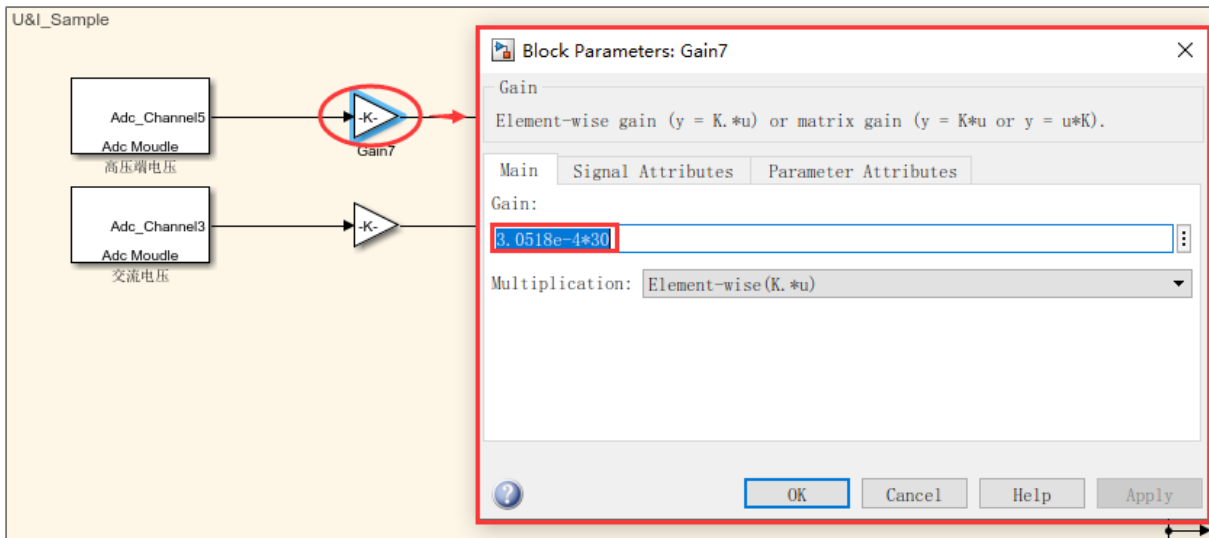 U&I_Sample
Adc_Channel5
Adc Moudle
高压端电压
-K-
Gain7
Adc_Channel3
Adc Moudle
交流电压
-K-
Block Parameters: Gain7
Gain
Element-wise gain (y = K.*u) or matrix gain (y = K*u or y = u*K).
Main Signal Attributes Parameter Attributes
Gain:
3.0518e-4*30
Multiplication: Element-wise(K.*u)
OK Cancel Help Apply